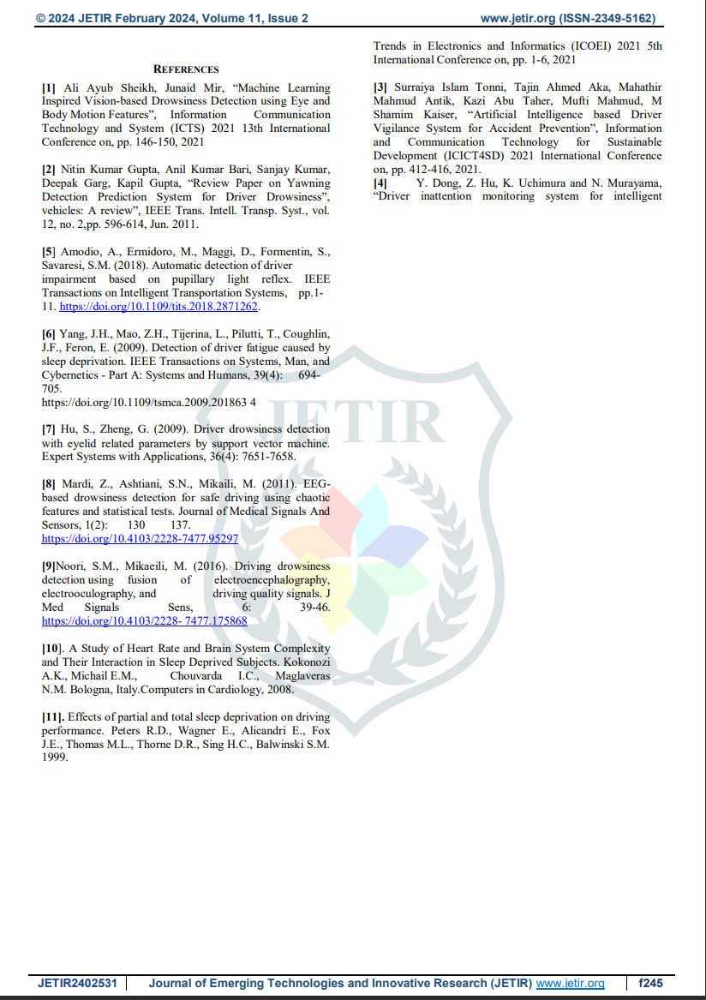 © 2024 JETIR February 2024, Volume 11, Issue 2 www.jetir.org (ISSN-2349-5162)
REFERENCES
[1] Ali Ayub Sheikh, Junaid Mir, “Machine Learning
Inspired Vision-based Drowsiness Detection using Eye and
Body Motion Features”, Information Communication
Technology and System (ICTS) 2021 13th International
Conference on, pp. 146-150, 2021
[2] Nitin Kumar Gupta, Anil Kumar Bari, Sanjay Kumar,
Deepak Garg, Kapil Gupta, “Review Paper on Yawning
Detection Prediction System for Driver Drowsiness”,
vehicles: A review”, IEEE Trans. Intell. Transp. Syst., vol.
12, no. 2,pp. 596-614, Jun. 2011.
[5] Amodio, A., Ermidoro, M., Maggi, D., Formentin, S.,
Savaresi, S.M. (2018). Automatic detection of driver
impairment based on pupillary light reflex. IEEE
Transactions on Intelligent Transportation Systems, pp.1-
11. https://doi.org/10.1109/tits.2018.2871262.
[6] Yang, J.H., Mao, Z.H., Tijerina, L., Pilutti, T., Coughlin,
J.F., Feron, E. (2009). Detection of driver fatigue caused by
sleep deprivation. IEEE Transactions on Systems, Man, and
Cybernetics - Part A: Systems and Humans, 39(4): 694-
705.
https://doi.org/10.1109/tsmca.2009.201863 4
[7] Hu, S., Zheng, G. (2009). Driver drowsiness detection
with eyelid related parameters by support vector machine.
Expert Systems with Applications, 36(4): 7651-7658.
[8] Mardi, Z., Ashtiani, S.N., Mikaili, M. (2011). EEG-
based drowsiness detection for safe driving using chaotic
features and statistical tests. Journal of Medical Signals And
Sensors, 1(2): 130 137.
https://doi.org/10.4103/2228-7477.95297
[9]Noori, S.M., Mikaeili, M. (2016). Driving drowsiness
detection using fusion of electroencephalography,
electrooculography, and driving quality signals. J
Med Signals Sens, 6: 39-46.
https://doi.org/10.4103/2228- 7477.175868
[10]. A Study of Heart Rate and Brain System Complexity
and Their Interaction in Sleep Deprived Subjects. Kokonozi
A.K., Michail E.M., Chouvarda I.C., Maglaveras
N.M. Bologna, Italy.Computers in Cardiology, 2008.
[11]. Effects of partial and total sleep deprivation on driving
performance. Peters R.D., Wagner E., Alicandri E., Fox
J.E., Thomas M.L., Thorne D.R., Sing H.C., Balwinski S.M.
1999.
Trends in Electronics and Informatics (ICOEI) 2021 5th
International Conference on, pp. 1-6, 2021
[3] Surraiya Islam Tonni, Tajin Ahmed Aka, Mahathir
Mahmud Antik, Kazi Abu Taher, Mufti Mahmud, M
Shamim Kaiser, “Artificial Intelligence based Driver
Vigilance System for Accident Prevention”, Information
and Communication Technology for Sustainable
Development (ICICT4SD) 2021 International Conference
on, pp. 412-416, 2021.
[4] Y. Dong, Z. Hu, K. Uchimura and N. Murayama,
“Driver inattention monitoring system for intelligent
JETIR
JETIR2402531 Journal of Emerging Technologies and Innovative Research (JETIR) www.jetir.org f245